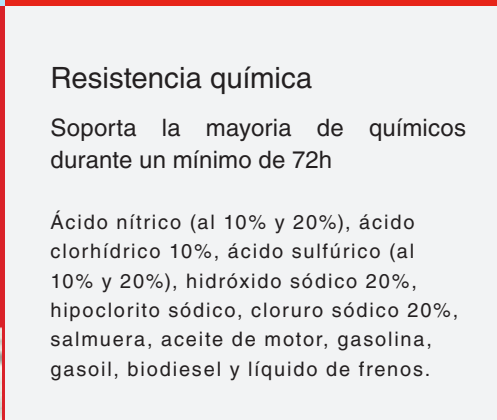 Resistencia química
Soporta la mayoria de químicos
durante un mínimo de 72h
Ácido nítrico (al 10% y 20%), ácido
clorhídrico 10%, ácido sulfúrico (al
10% y 20%), hidróxido sódico 20%,
hipoclorito sódico, cloruro sódico 20%,
salmuera, aceite de motor, gasolina,
gasoil, biodiesel y líquido de frenos.